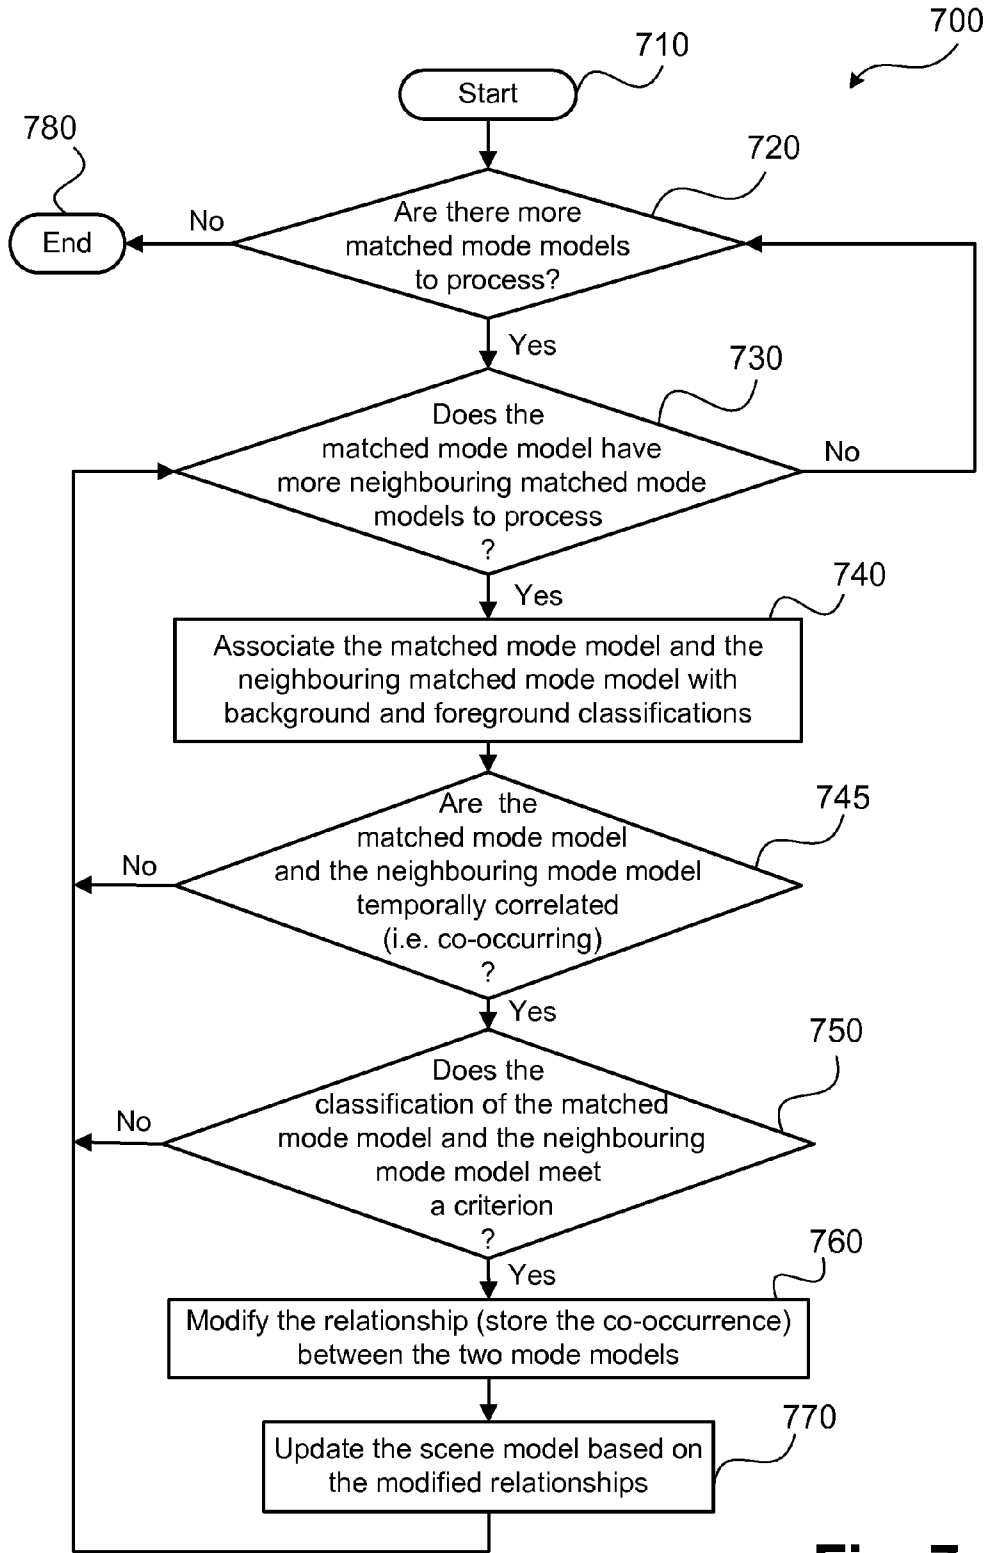 700
710
Start
780
720
No
End
Are there more
matched mode models
to process?
Yes
730
Does the
matched mode model have
more neighbouring matched mode
models to process
?
No
Yes
740
Associate the matched mode model and the
neighbouring matched mode model with
background and foreground classifications
745
Are the
matched mode model
and the neighbouring mode model
temporally correlated
(i.e. co-occurring)
?
No
Yes
750
Does the
classification of the matched
mode model and the neighbouring
mode model meet
a criterion
?
No
Yes
760
Modify the relationship (store the co-occurrence)
between the two mode models
770
Update the scene model based on
the modified relationships